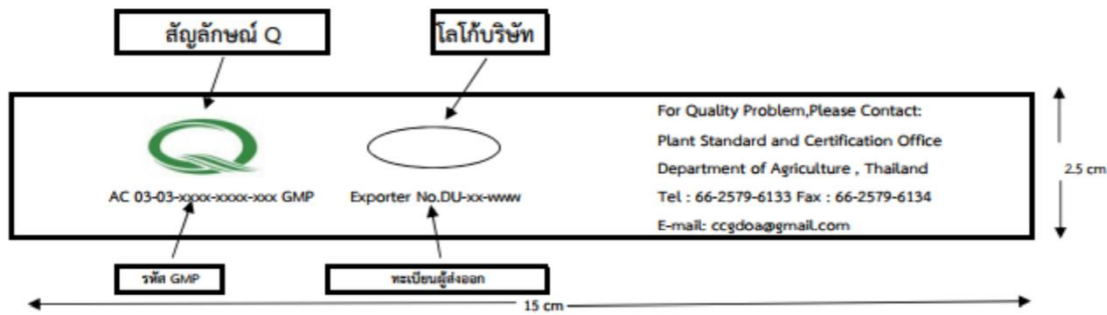 สัญลักษณ์ Q
โลโก้บริษัท
For Quality Problem,Please Contact:
Plant Standard and Certification Office
Department of Agriculture , Thailand
Tel : 66-2579-6133 Fax : 66-2579-6134
E-mail: ccgdoa@gmail.com
AC 03-03-xxxx-xxxx-xxx GMP
Exporter No.DU-xx-www
2.5 cm
รหัส GMP
ทะเบียนผู้ส่งออก
15 cm